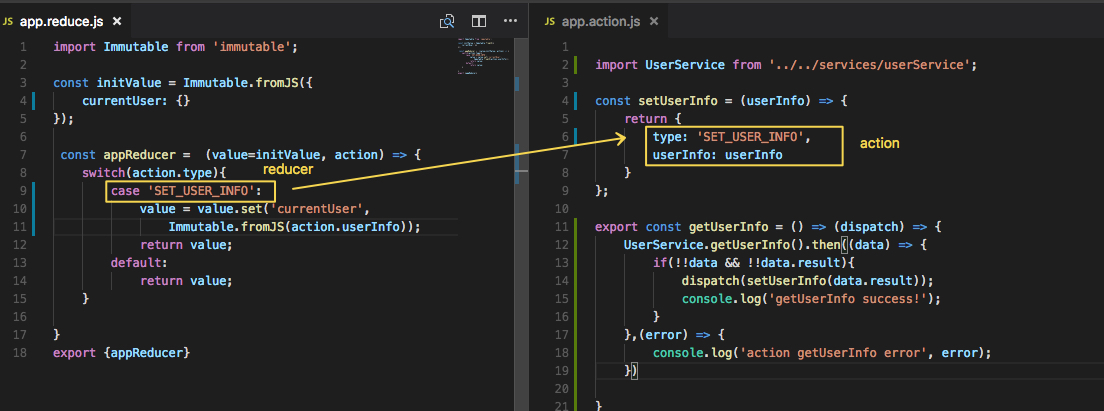 JS app.reduce.js ×
1 import Immutable from 'immutable';
2
3 const initValue = Immutable.fromJS({
4 currentUser: {}
5 });
6
7 const appReducer =  (value=initValue, action) => {
8 switch(action.type){
reducer
9 case 'SET_USER_INFO':
10 value = value.set('currentUser',
11 Immutable.fromJS(action.userInfo));
12 return value;
13 default:
14 return value;
15 }
16
17 }
18 export {appReducer}
JS app.action.js ×
1
2 import UserService from '../../services/userService';
3
4 const setUserInfo = (userInfo) => {
5 return {
6 type: 'SET_USER_INFO',
7 userInfo: userInfo
action
8 }
9 };
10
11 export const getUserInfo = () => (dispatch) => {
12 UserService.getUserInfo().then((data) => {
13 if(!!data && !!data.result){
14 dispatch(setUserInfo(data.result));
15 console.log('getUserInfo success!');
16 }
17 },(error) => {
18 console.log('action getUserInfo error', error);
19 })
20
21 }